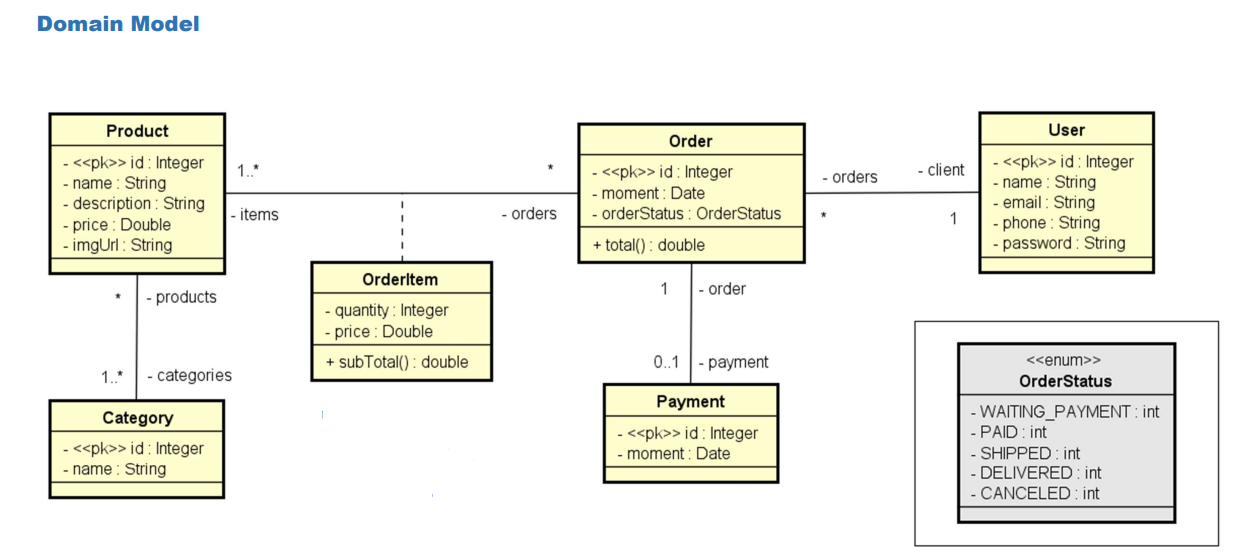 Domain Model
Product
- <<pk>> id : Integer
- name : String
- description : String
- price : Double
- imgUrl : String
1..*
- items
*
- orders
Order
- <<pk>> id : Integer
- moment : Date
- orderStatus : OrderStatus
+ total() : double
- orders
*
- client
1
User
- <<pk>> id : Integer
- name : String
- email : String
- phone : String
- password : String
OrderItem
- quantity : Integer
- price : Double
+ subTotal() : double
* - products
1..* - categories
Category
- <<pk>> id : Integer
- name : String
1 - order
0..1 - payment
Payment
- <<pk>> id : Integer
- moment : Date
<<enum>>
OrderStatus
- WAITING_PAYMENT : int
- PAID : int
- SHIPPED : int
- DELIVERED : int
- CANCELED : int